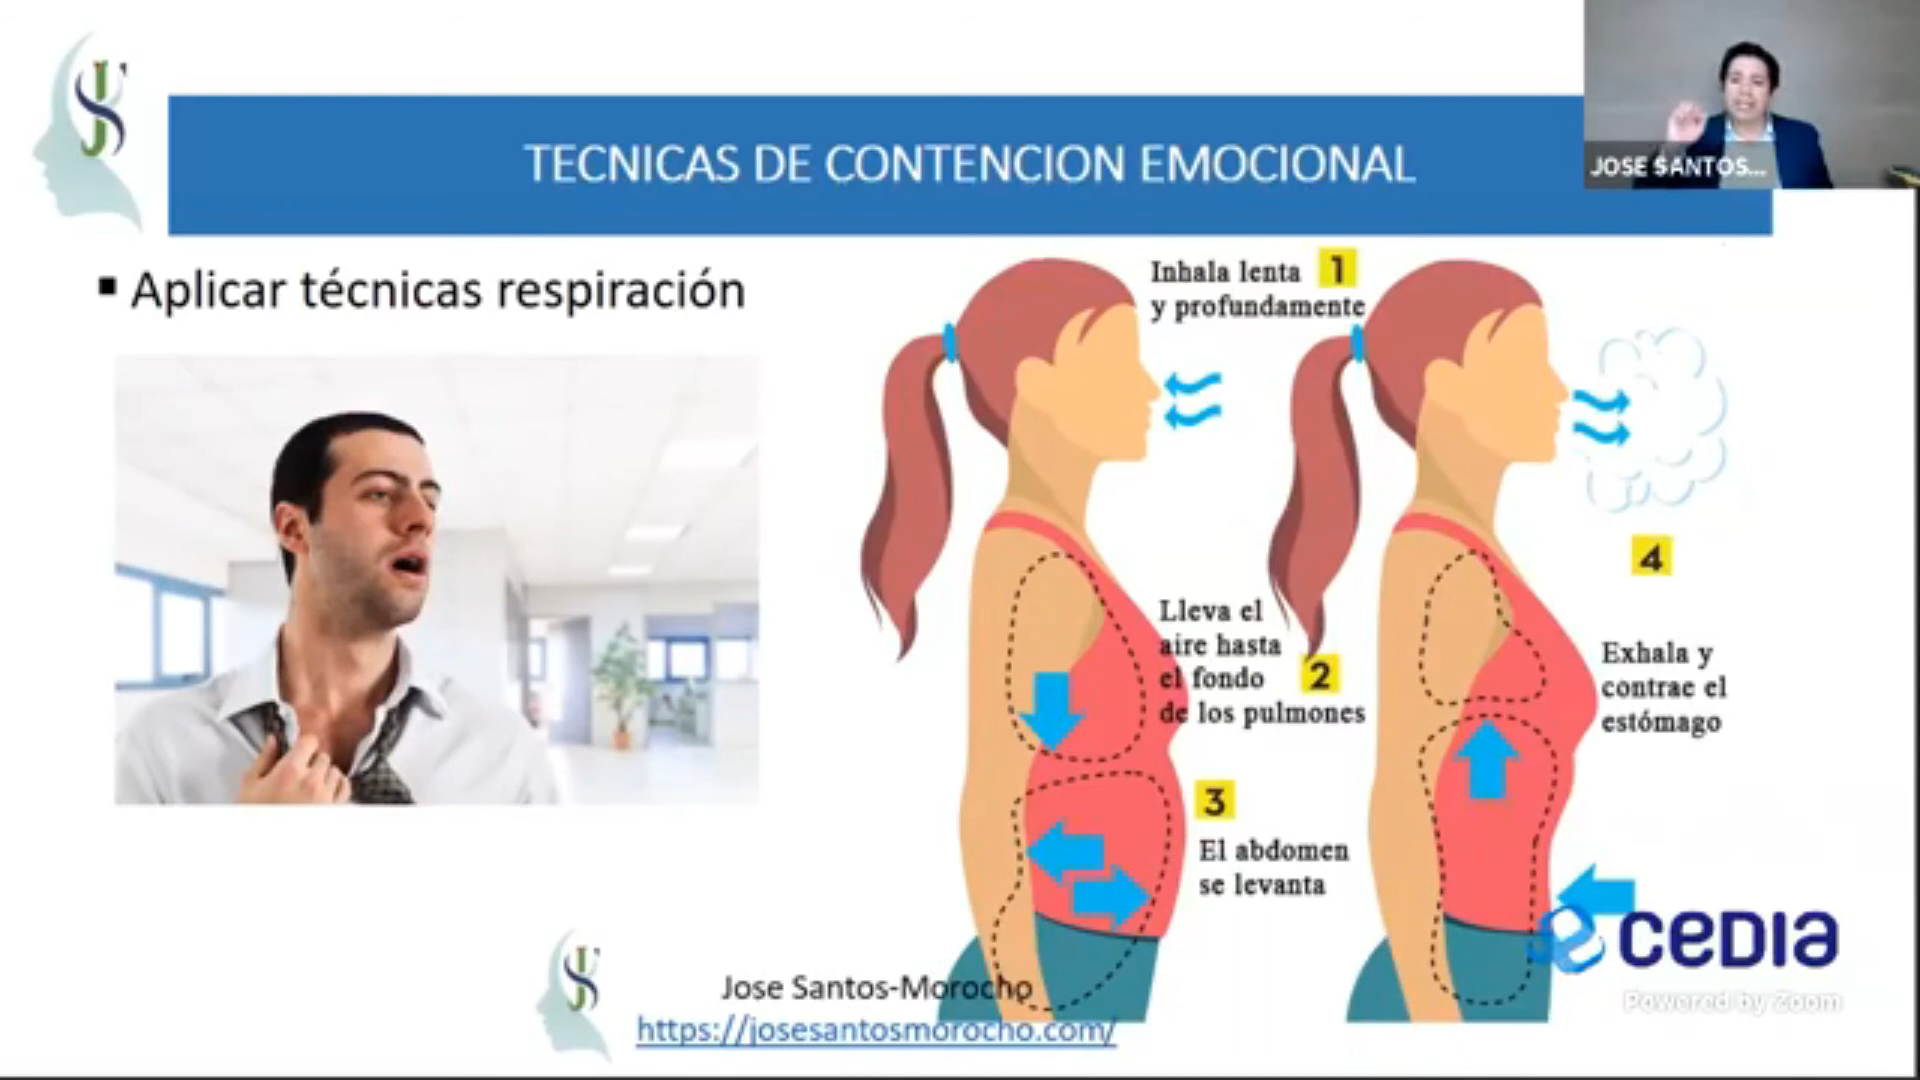 JS
JOSE SANTOS...
TECNICAS DE CONTENCION EMOCIONAL
▪ Aplicar técnicas respiración
Inhala lenta
y profundamente
1
Lleva el
aire hasta
el fondo
de los pulmones
2
3
El abdomen
se levanta
4
Exhala y
contrae el
estómago
JS
Jose Santos-Morocho
https://josesantosmorocho.com/
cedia
Powered by Zoom